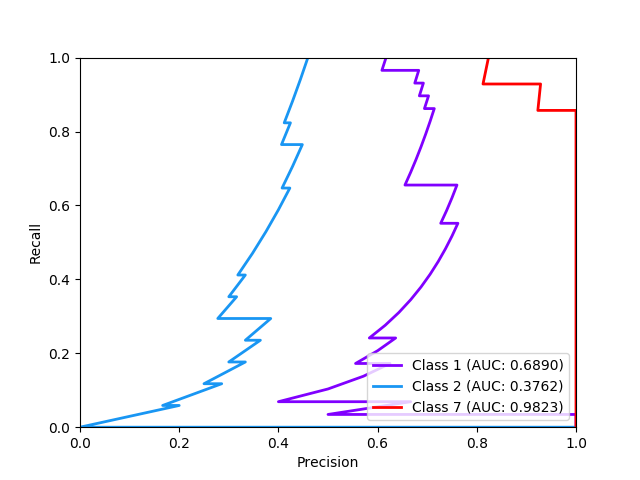 1.0
0.8
0.6
0.4
0.2
0.0
Recall
Class 1 (AUC: 0.6890)
Class 2 (AUC: 0.3762)
Class 7 (AUC: 0.9823)
0.0 0.2 0.4 0.6 0.8 1.0
Precision